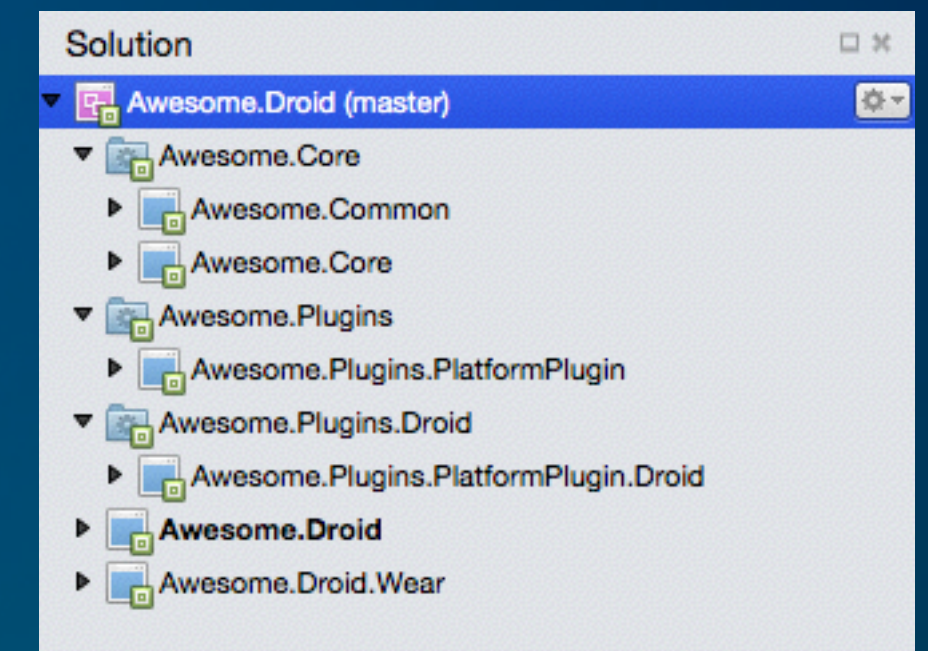 Solution
Awesome.Droid (master)
Awesome.Core
Awesome.Common
Awesome.Core
Awesome.Plugins
Awesome.Plugins.PlatformPlugin
Awesome.Plugins.Droid
Awesome.Plugins.PlatformPlugin.Droid
Awesome.Droid
Awesome.Droid.Wear